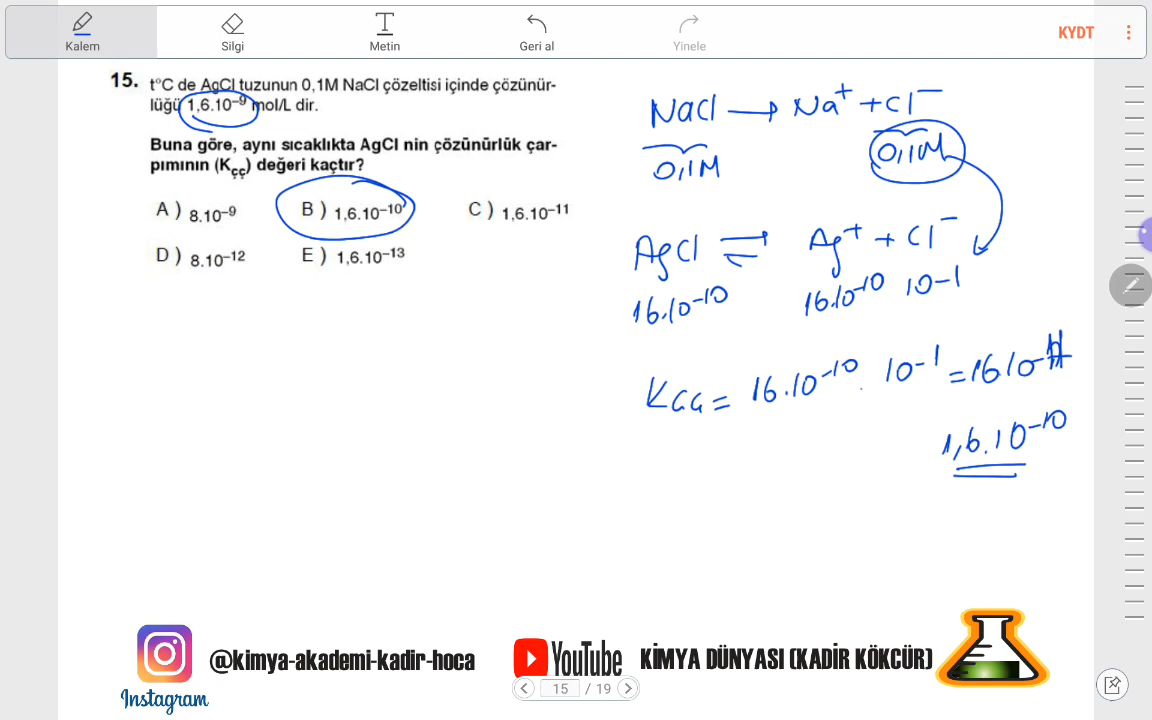 Kalem
Silgi
Metin
Geri al
Yinele
KYDT
15. t°C de AgCl tuzunun 0,1M NaCl çözeltisi içinde çözünür-
lüğü 1,6.10⁻⁹ mol/L dir.
Buna göre, aynı sıcaklıkta AgCl nin çözünürlük çar-
pımının (Kçç) değeri kaçtır?
A ) 8.10⁻⁹ B ) 1,6.10⁻¹⁰ C ) 1,6.10⁻¹¹
D ) 8.10⁻¹² E ) 1,6.10⁻¹³
NaCl → Na⁺ + Cl⁻
0,1M 0,1M
AgCl ⇌ Ag⁺ + Cl⁻
16.10⁻¹⁰ 16.10⁻¹⁰ 10⁻¹
Kçç = 16.10⁻¹⁰ . 10⁻¹ = 16.10
1,6.10⁻¹⁰
@kimya-akademi-kadir-hoca
Instagram
YouTube
KİMYA DÜNYASI (KADİR KÖKCÜR)
15 / 19